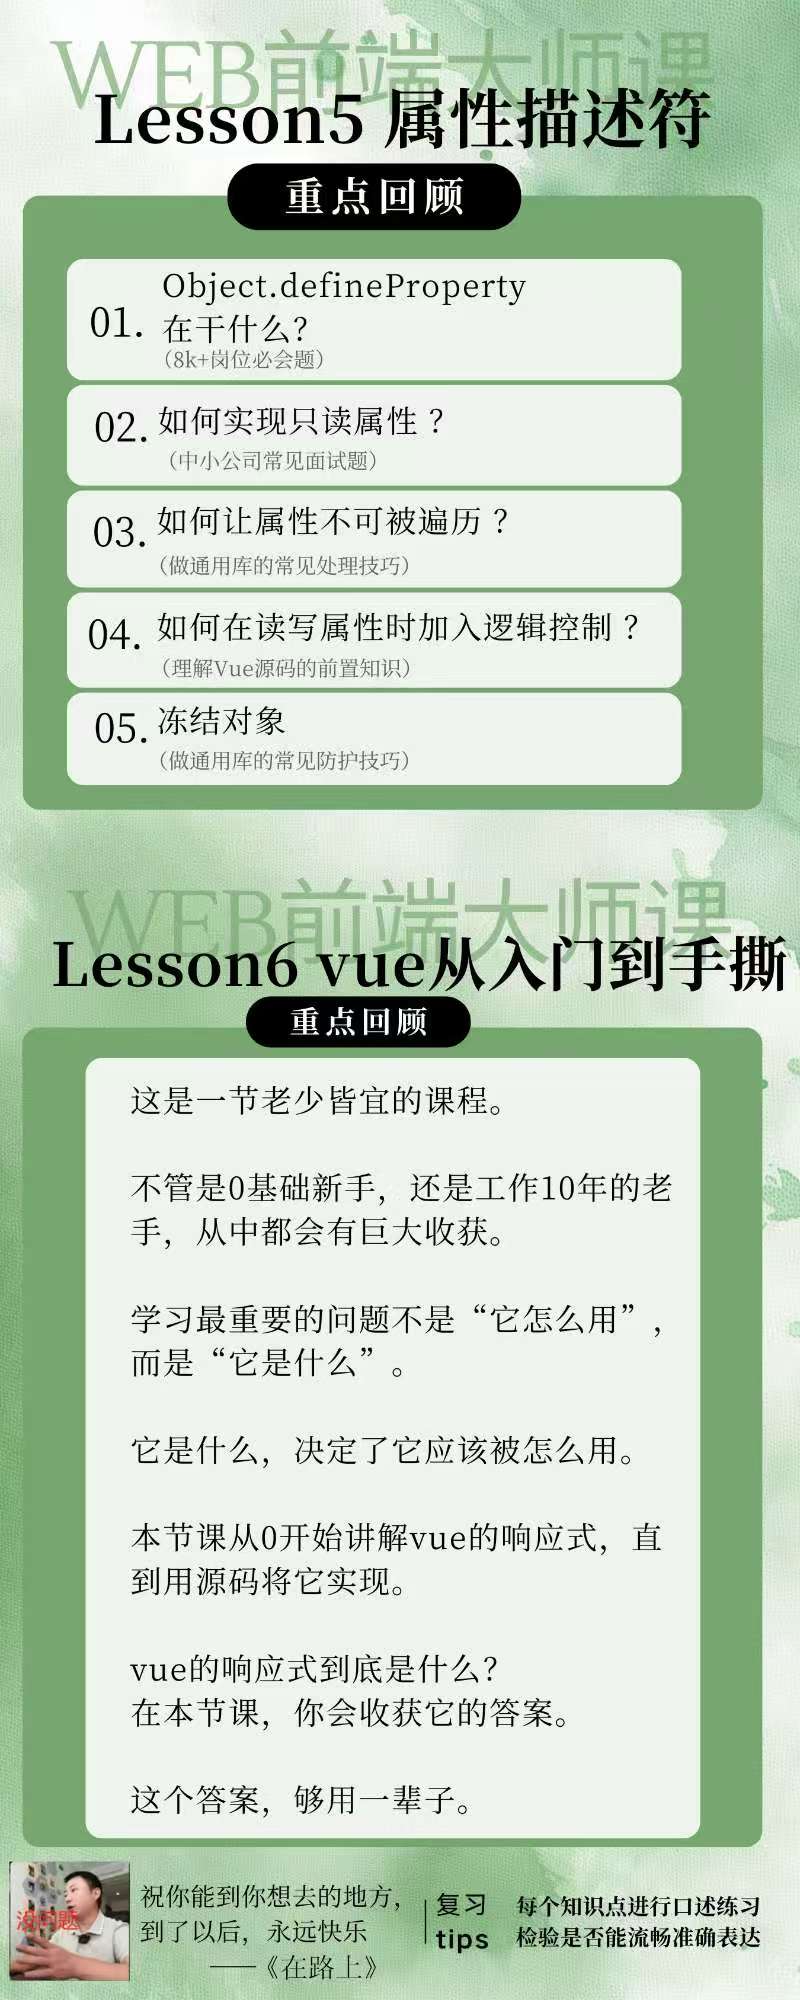 WEB前端大师课
Lesson5 属性描述符
重点回顾
01.
Object.defineProperty
在干什么?
（8k+岗位必会题）
02.
如何实现只读属性？
（中小公司常见面试题）
03.
如何让属性不可被遍历？
（做通用库的常见处理技巧）
04.
如何在读写属性时加入逻辑控制？
（理解Vue源码的前置知识）
05.
冻结对象
（做通用库的常见防护技巧）
WEB前端大师课
Lesson6 vue从入门到手撕
重点回顾
这是一节老少皆宜的课程。
不管是0基础新手，还是工作10年的老
手，从中都会有巨大收获。
学习最重要的问题不是“它怎么用”，
而是“它是什么”。
它是什么，决定了它应该被怎么用。
本节课从0开始讲解vue的响应式，直
到用源码将它实现。
vue的响应式到底是什么?
在本节课，你会收获它的答案。
这个答案，够用一辈子。
没问题
祝你能到你想去的地方，
到了以后，永远快乐
——《在路上》
复习
tips
每个知识点进行口述练习
检验是否能流畅准确表达